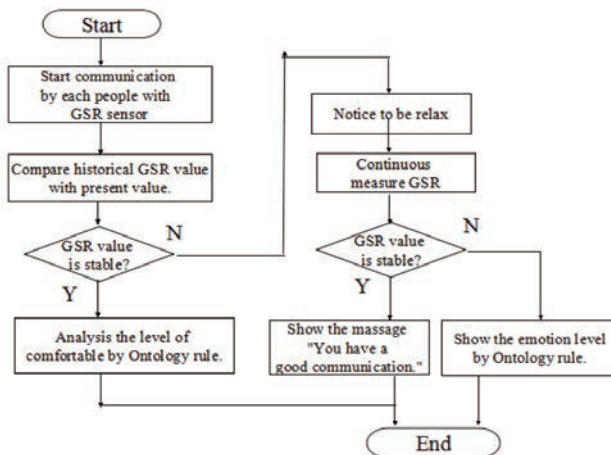 Start
Start communication
by each people with
GSR sensor
Compare historical GSR value
with present value.
GSR value
is stable?
N
Y
Analysis the level of
comfortable by Ontology rule.
Notice to be relax
Continuous
measure GSR
GSR value
is stable?
N
Y
Show the massage
"You have a
good communication."
Show the emotion level
by Ontology rule.
End